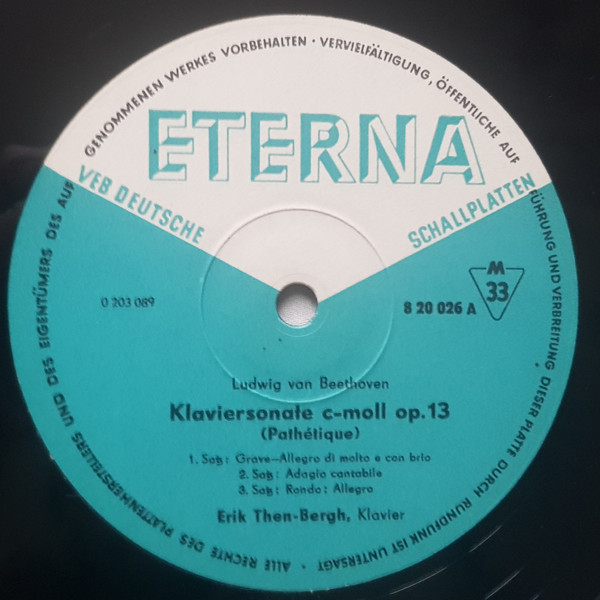 ALLE RECHTE DES PLATTENHERSTELLERS UND DES EIGENTÜMERS DES AUFGENOMMENEN WERKES VORBEHALTEN · VERVIELFÄLTIGUNG, ÖFFENTLICHE AUFFÜHRUNG UND VERBREITUNG DIESER PLATTE DURCH RUNDFUNK IST UNTERSAGT ·
ETERNA
VEB DEUTSCHE SCHALLPLATTEN
M
33
0 203 089
8 20 026 A
Ludwig van Beethoven
Klaviersonate c-moll op. 13
(Pathétique)
1. Satz: Grave—Allegro di molto e con brio
2. Satz: Adagio cantabile
3. Satz: Rondo: Allegro
Erik Then-Bergh, Klavier